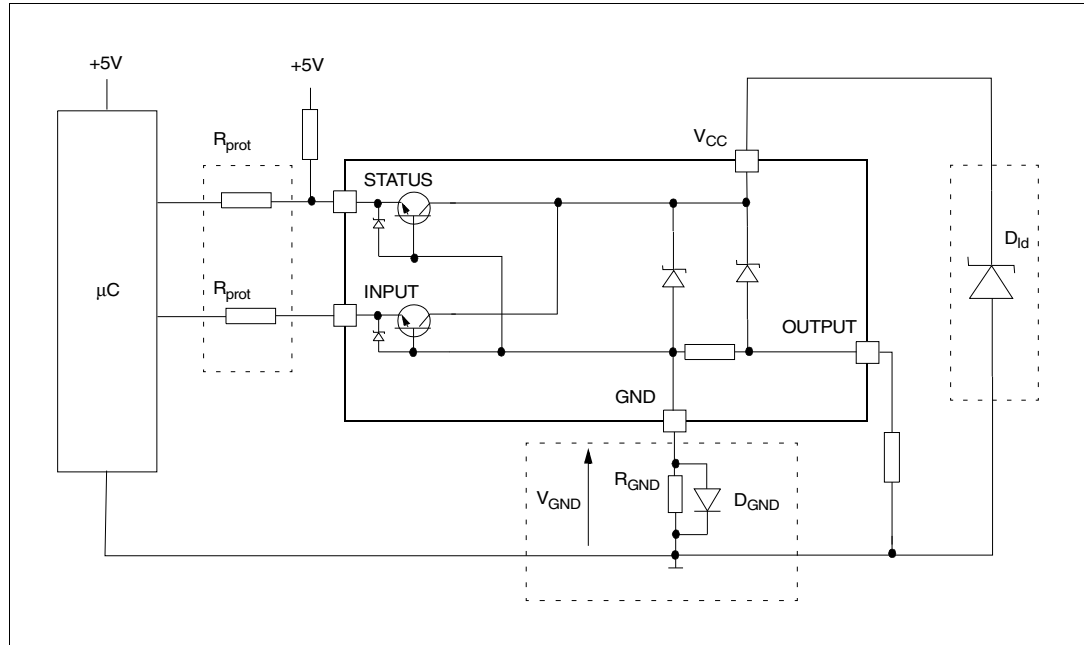 +5V
+5V
R_prot
V_CC
STATUS
D_ld
µC
R_prot
INPUT
OUTPUT
GND
R_GND
V_GND
D_GND